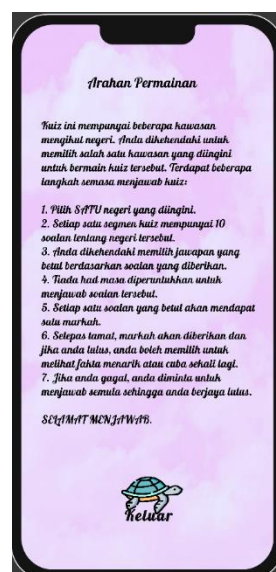 Arahan Permainan
Kuiz ini mempunyai beberapa kawasan
mengikut negeri. Anda dikehendaki untuk
memilih salah satu kawasan yang diingini
untuk bermain kuiz tersebut. Terdapat beberapa
langkah semasa menjawab kuiz:
1. Pilih SATU negeri yang diingini.
2. Setiap satu segmen kuiz mempunyai 10
soalan tentang negeri tersebut.
3. Anda dikehendaki memilih jawapan yang
betul berdasarkan soalan yang diberikan.
4. Tiada had masa diperuntukkan untuk
menjawab soalan tersebut.
5. Setiap satu soalan yang betul akan mendapat
satu markah.
6. Selepas tamat, markah akan diberikan dan
jika anda lulus, anda boleh memilih untuk
melihat fakta menarik atau cuba sekali lagi.
7. Jika anda gagal, anda diminta untuk
menjawab semula sehingga anda berjaya lulus.
SELAMAT MENJAWAB.
Keluar